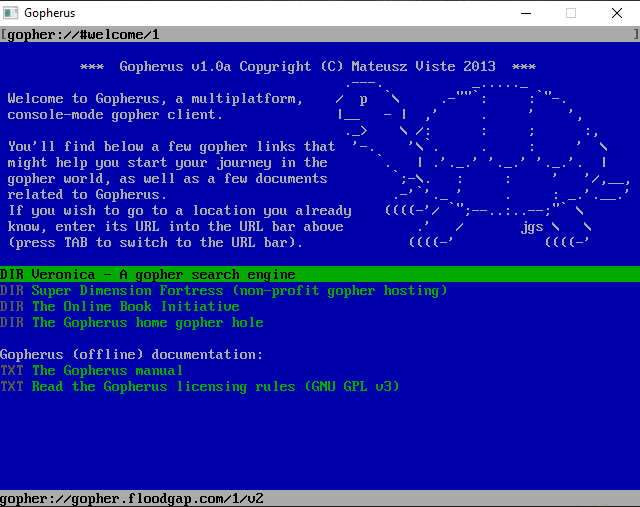 Gopherus
[gopher://#welcome/1 ]
*** Gopherus v1.0a Copyright (C) Mateusz Viste 2013 ***
Welcome to Gopherus, a multiplatform,
console-mode gopher client.
You'll find below a few gopher links that
might help you start your journey in the
gopher world, as well as a few documents
related to Gopherus.
If you wish to go to a location you already
know, enter its URL into the URL bar above
(press TAB to switch to the URL bar).
jgs
DIR Veronica - A gopher search engine
DIR Super Dimension Fortress (non-profit gopher hosting)
DIR The Online Book Initiative
DIR The Gopherus home gopher hole
Gopherus (offline) documentation:
TXT The Gopherus manual
TXT Read the Gopherus licensing rules (GNU GPL v3)
gopher://gopher.floodgap.com/1/v2